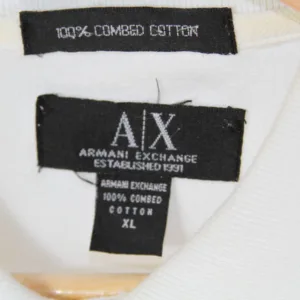 100% COMBED COTTON
A|X
ARMANI EXCHANGE
ESTABLISHED 1991
ARMANI EXCHANGE
100% COMBED
COTTON
XL